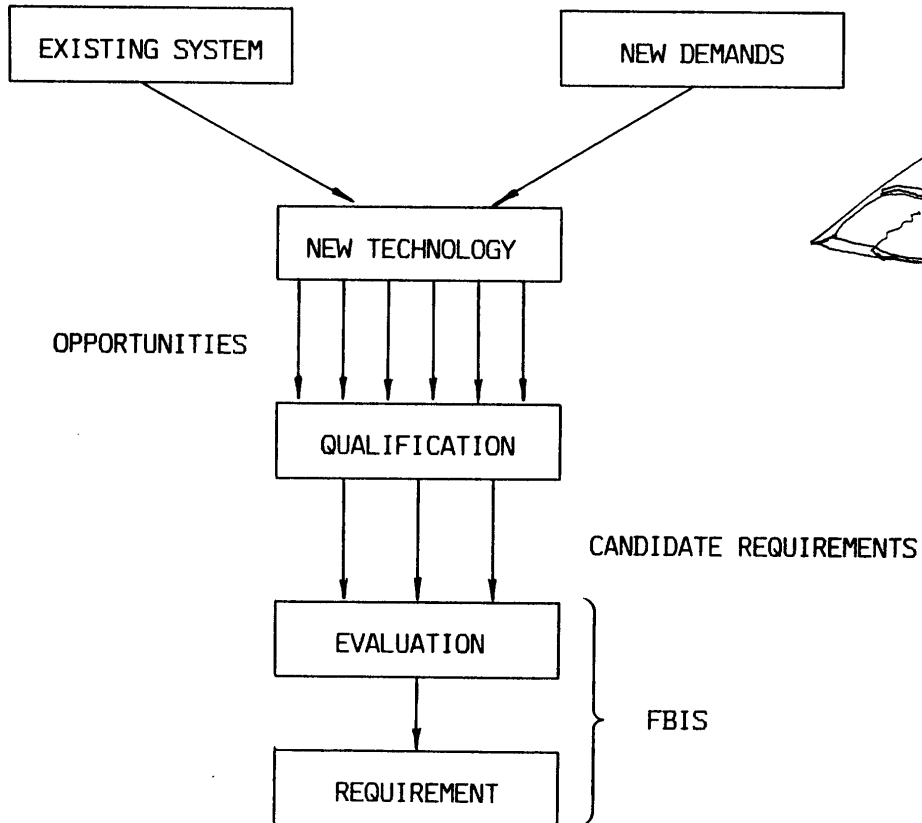 EXISTING SYSTEM
NEW DEMANDS
NEW TECHNOLOGY
OPPORTUNITIES
QUALIFICATION
CANDIDATE REQUIREMENTS
EVALUATION
FBIS
REQUIREMENT